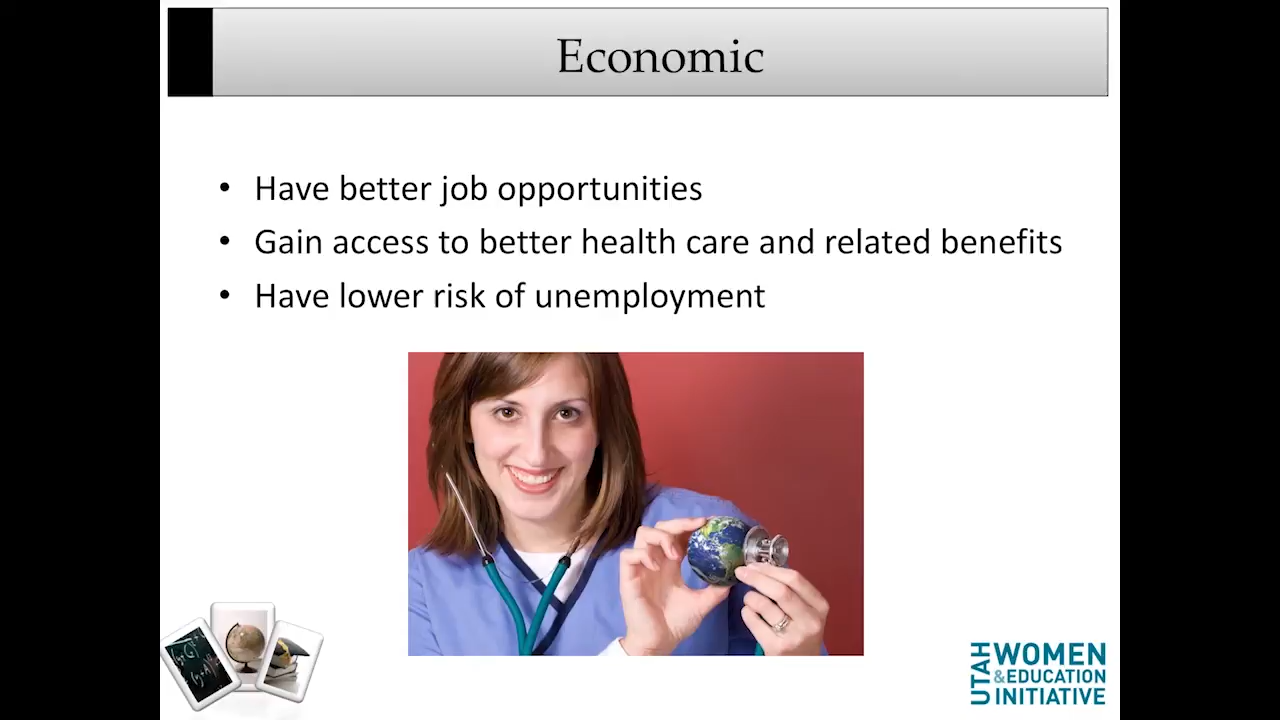 Economic
• Have better job opportunities
• Gain access to better health care and related benefits
• Have lower risk of unemployment
UTAH
WOMEN
& EDUCATION
INITIATIVE